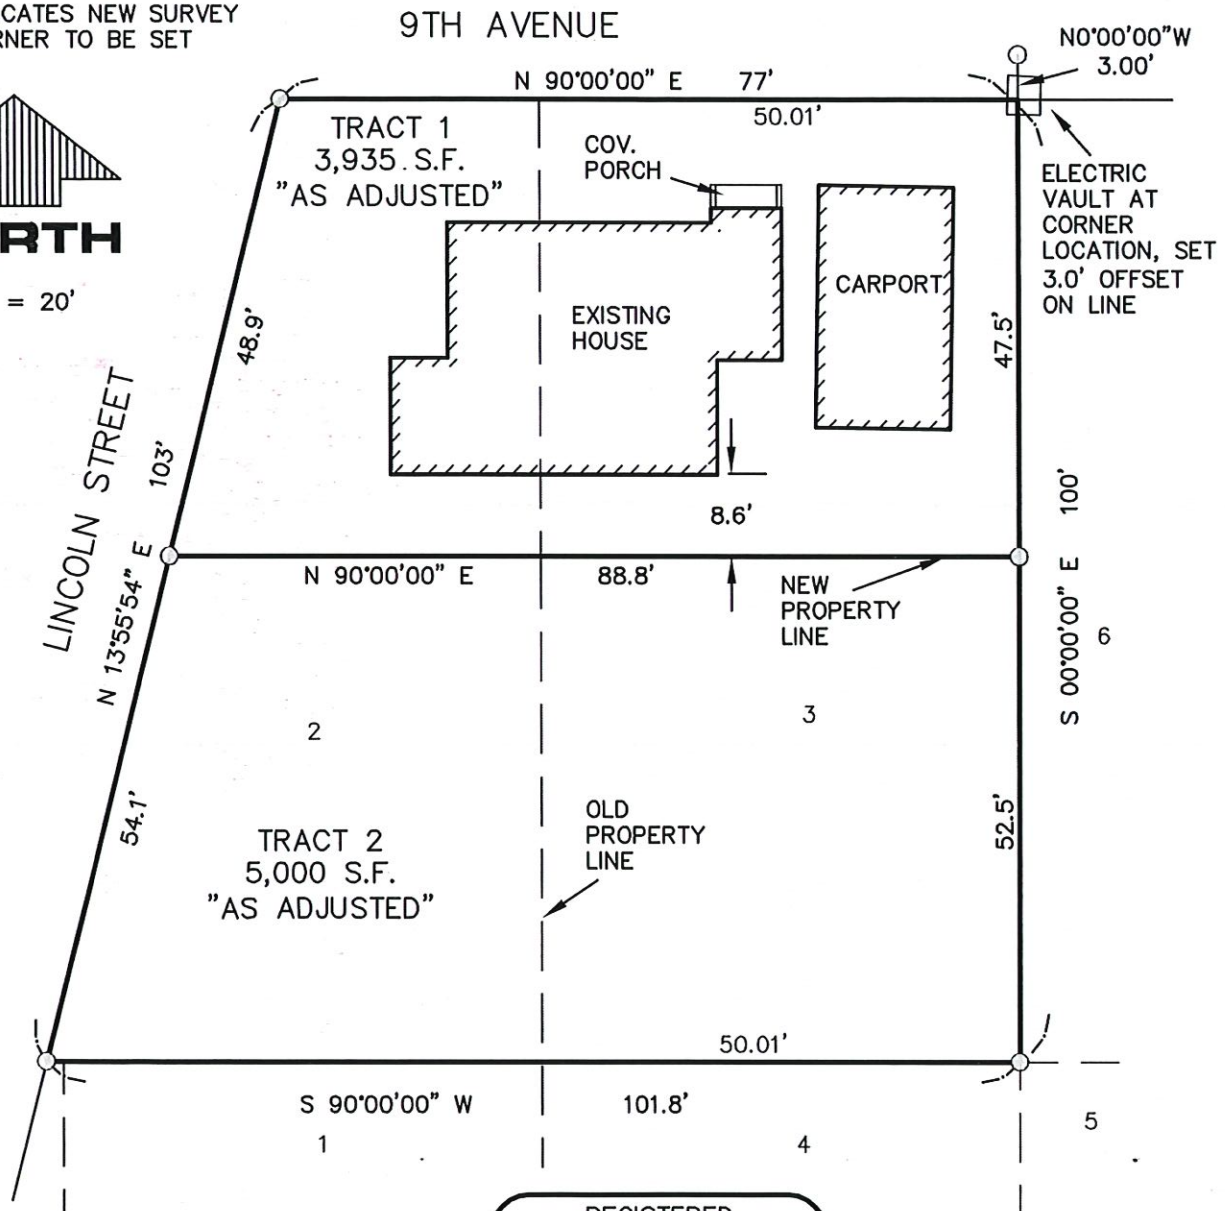 CATES NEW SURVEY
RNER TO BE SET
9TH AVENUE
N0°00'00"W
3.00'
N 90°00'00" E 77'
50.01'
TRACT 1
3,935 S.F.
"AS ADJUSTED"
COV.
PORCH
ELECTRIC
VAULT AT
CORNER
LOCATION, SET
3.0' OFFSET
ON LINE
RTH
= 20'
CARPORT
EXISTING
HOUSE
48.9'
47.5'
LINCOLN STREET
103'
N 13°55'54" E
100'
S 00°00'00" E
8.6'
N 90°00'00" E 88.8'
NEW
PROPERTY
LINE
6
2
3
54.1'
52.5'
OLD
PROPERTY
LINE
TRACT 2
5,000 S.F.
"AS ADJUSTED"
50.01'
S 90°00'00" W 101.8'
1
4
5
REGISTERED